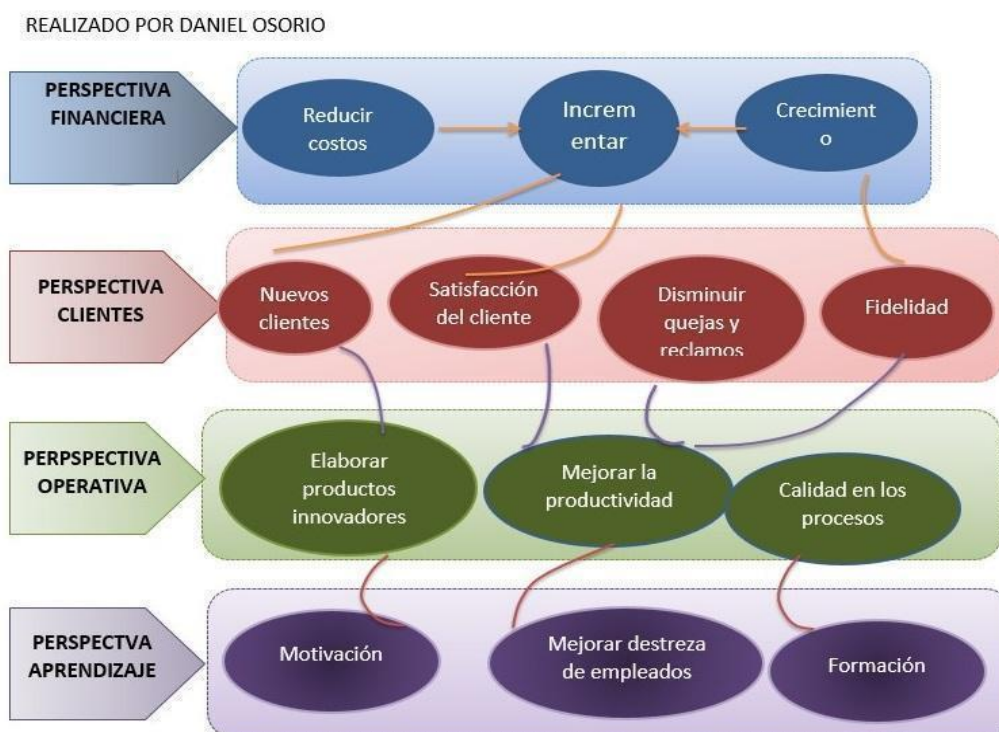 REALIZADO POR DANIEL OSORIO
PERSPECTIVA
FINANCIERA
Reducir
costos
Increm
entar
Crecimient
o
PERSPECTIVA
CLIENTES
Nuevos
clientes
Satisfacción
del cliente
Disminuir
quejas y
reclamos
Fidelidad
PERPSPECTIVA
OPERATIVA
Elaborar
productos
innovadores
Mejorar la
productividad
Calidad en los
procesos
PERSPECTVA
APRENDIZAJE
Motivación
Mejorar destreza
de empleados
Formación